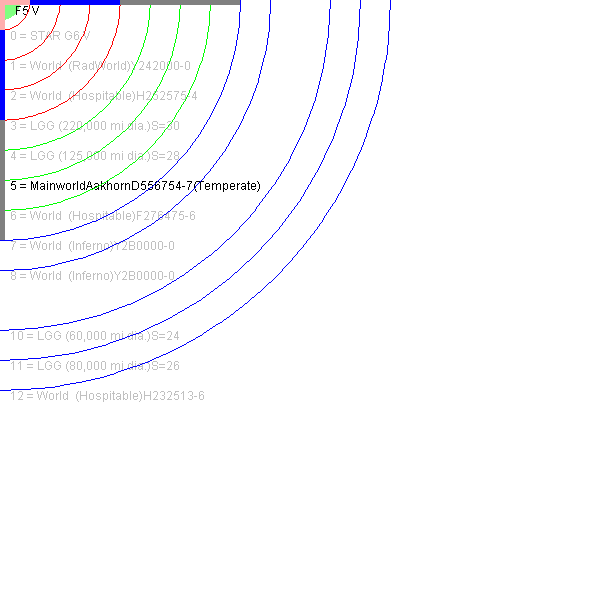 F5 V
0 = STAR G6 V
1 = World  (RadWorld)Y242000-0
2 = World  (Hospitable)H262575-4
3 = LGG (220,000 mi dia.)S=30
4 = LGG (125,000 mi dia.)S=28
5 = MainworldAakhornD556754-7(Temperate)
6 = World  (Hospitable)F276475-6
7 = World  (Inferno)Y2B0000-0
8 = World  (Inferno)Y2B0000-0
10 = LGG (60,000 mi dia.)S=24
11 = LGG (80,000 mi dia.)S=26
12 = World  (Hospitable)H232513-6